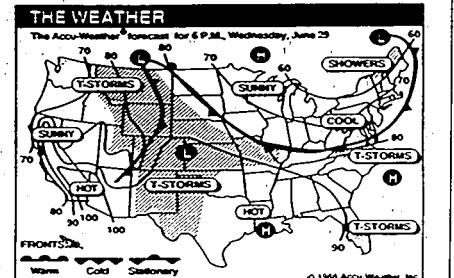 THE WEATHER
The Accu-Weather® forecast for 6 P.M., Wednesday, June 29
70
80
L
80
70
H
60
L
60
T-STORMS
SUNNY
SHOWERS
70
SUNNY
COOL
80
70
L
T-STORMS
HOT
T-STORMS
H
80
90
100
100
HOT
H
T-STORMS
90
FRONTS:
Warm
Cold
Stationary
Accu-Weather, Inc.